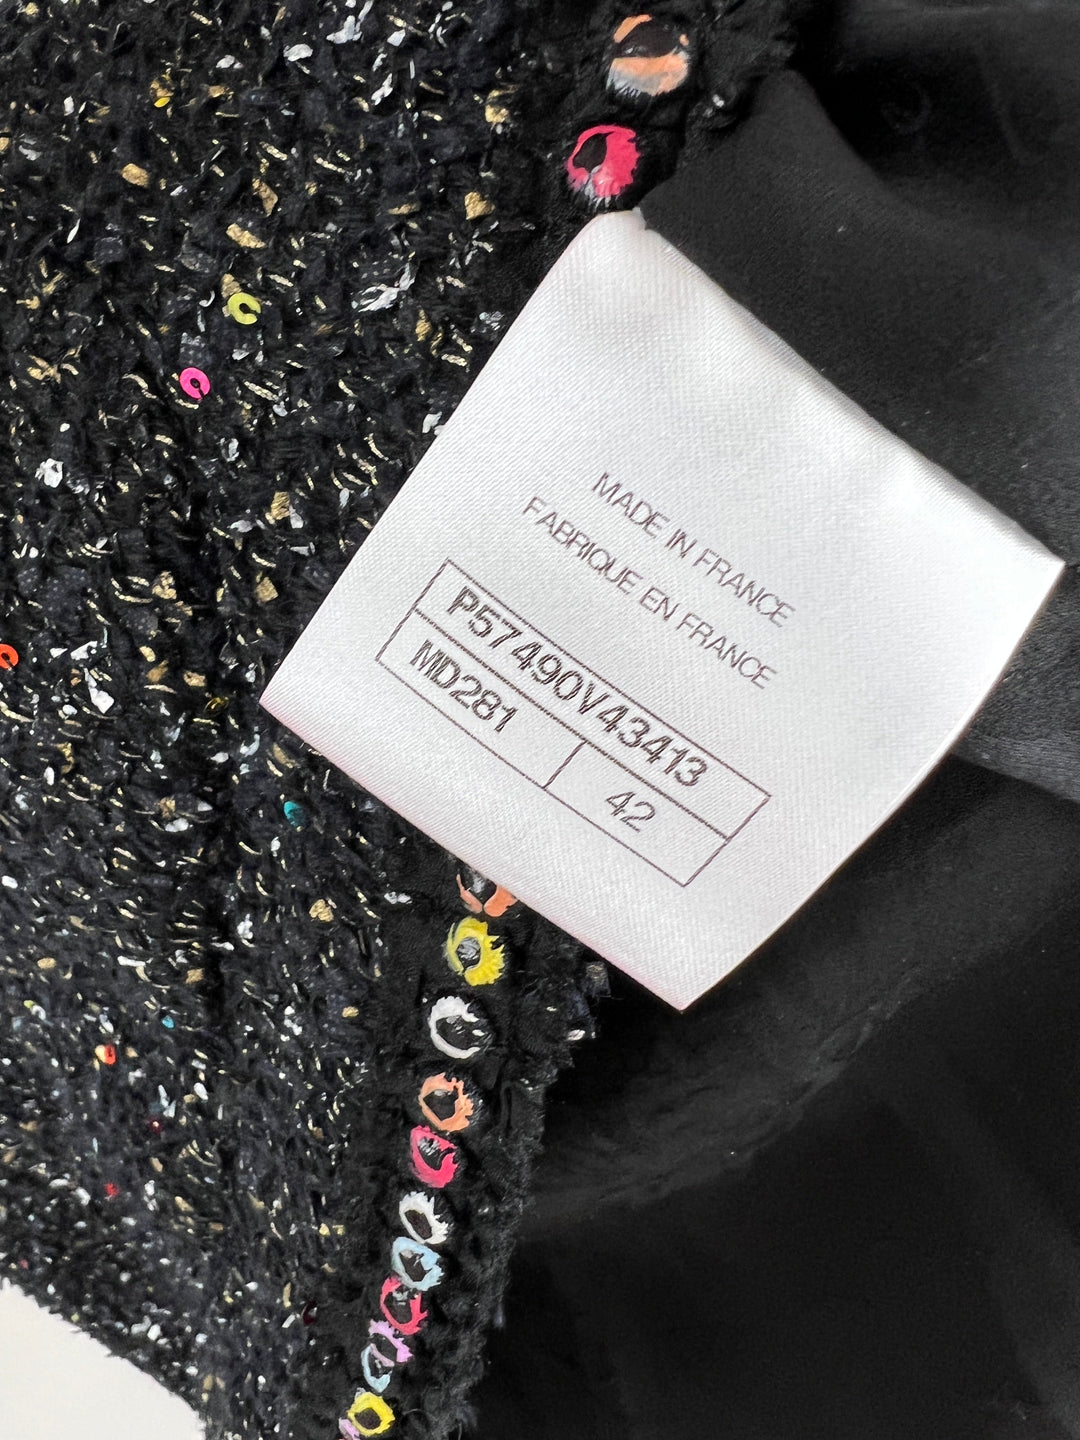 MADE IN FRANCE
FABRIQUE EN FRANCE
P57490V43413
MD281 42